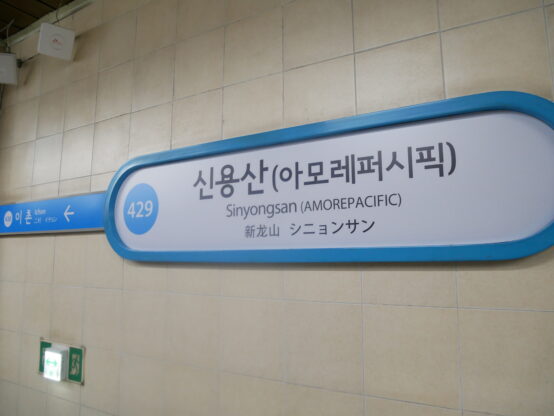 429
신용산(아모레퍼시픽)
Sinyongsan (AMOREPACIFIC)
新龙山 シニョンサン
이촌
Ichon